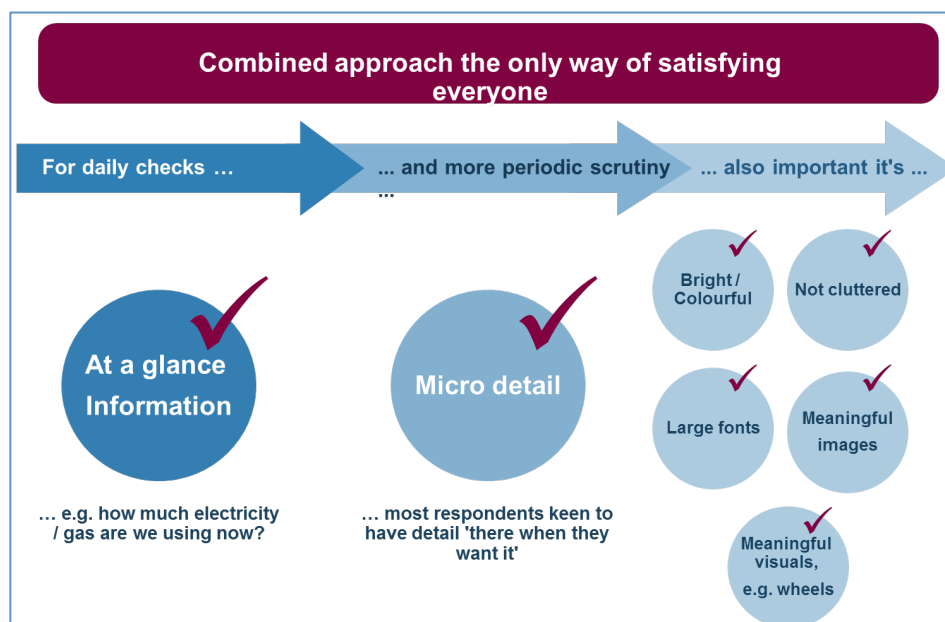 Combined approach the only way of satisfying
everyone
For daily checks …
... and more periodic scrutiny
...
... also important it's ...
At a glance
Information
… e.g. how much electricity
/ gas are we using now?
Micro detail
… most respondents keen to
have detail 'there when they
want it'
Bright /
Colourful
Not cluttered
Large fonts
Meaningful
images
Meaningful
visuals,
e.g. wheels